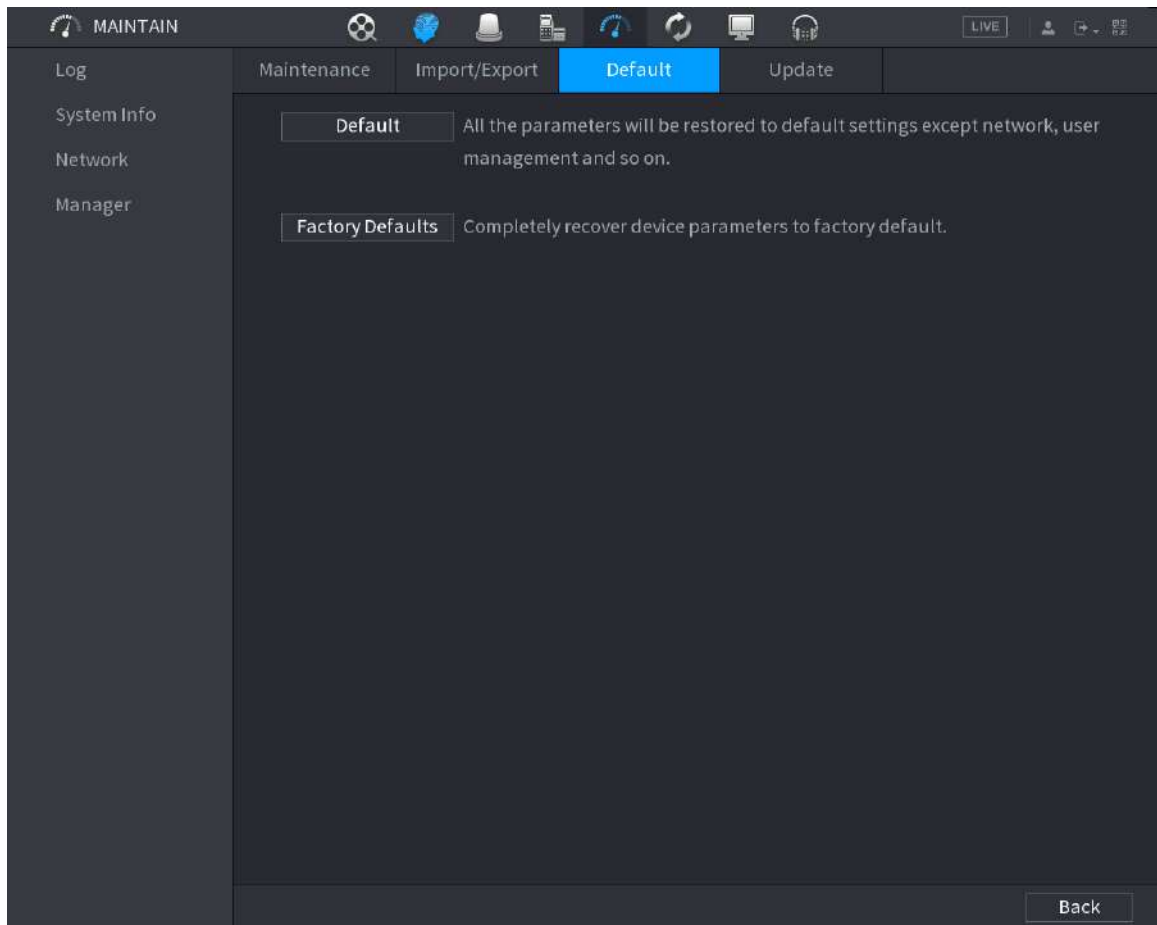 MAINTAIN
LIVE
Log
System Info
Network
Manager
Maintenance Import/Export Default Update
Default All the parameters will be restored to default settings except network, user
management and so on.
Factory Defaults Completely recover device parameters to factory default.
Back